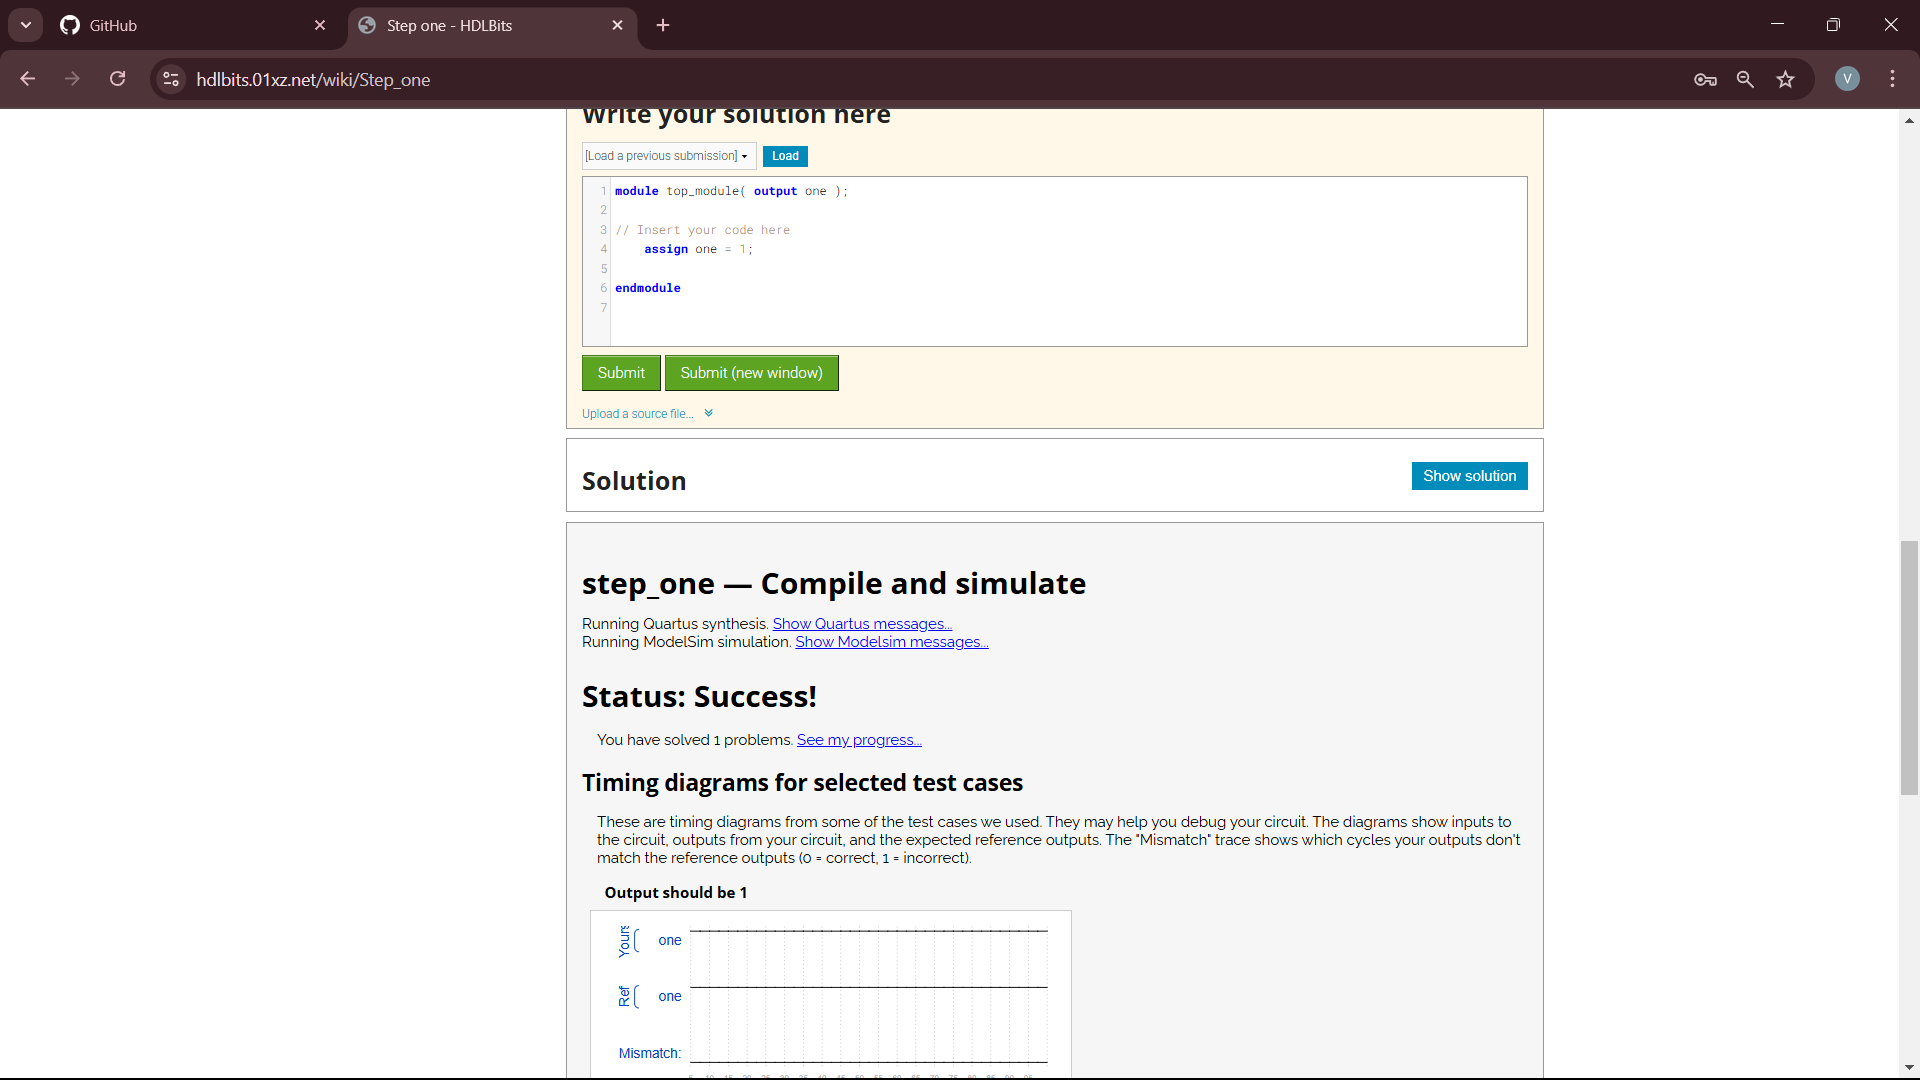 GitHub
Step one - HDLBits
hdlbits.01xz.net/wiki/Step_one
V
Write your solution here
[Load a previous submission]
Load
1 module top_module( output one );
2
3 // Insert your code here
4 assign one = 1;
5
6 endmodule
7
Submit
Submit (new window)
Upload a source file...
Solution
Show solution
step_one — Compile and simulate
Running Quartus synthesis. Show Quartus messages...
Running ModelSim simulation. Show Modelsim messages...
Status: Success!
You have solved 1 problems. See my progress...
Timing diagrams for selected test cases
These are timing diagrams from some of the test cases we used. They may help you debug your circuit. The diagrams show inputs to
the circuit, outputs from your circuit, and the expected reference outputs. The "Mismatch" trace shows which cycles your outputs don't
match the reference outputs (0 = correct, 1 = incorrect).
Output should be 1
Yours one
Ref one
Mismatch: